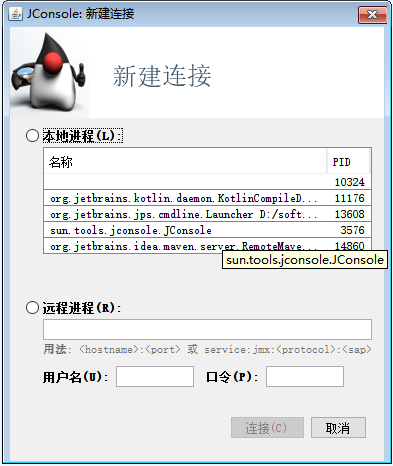 JConsole: 新建连接
新建连接
本地进程(L):
名称 PID
10324
org.jetbrains.kotlin.daemon.KotlinCompileD... 11176
org.jetbrains.jps.cmdline.Launcher D:/soft... 13608
sun.tools.jconsole.JConsole 3576
org.jetbrains.idea.maven.server.RemoteMave... 14860
sun.tools.jconsole.JConsole
远程进程(R):
用法: <hostname>:<port> 或 service:jmx:<protocol>:<sap>
用户名(U): 口令(P):
连接(C) 取消